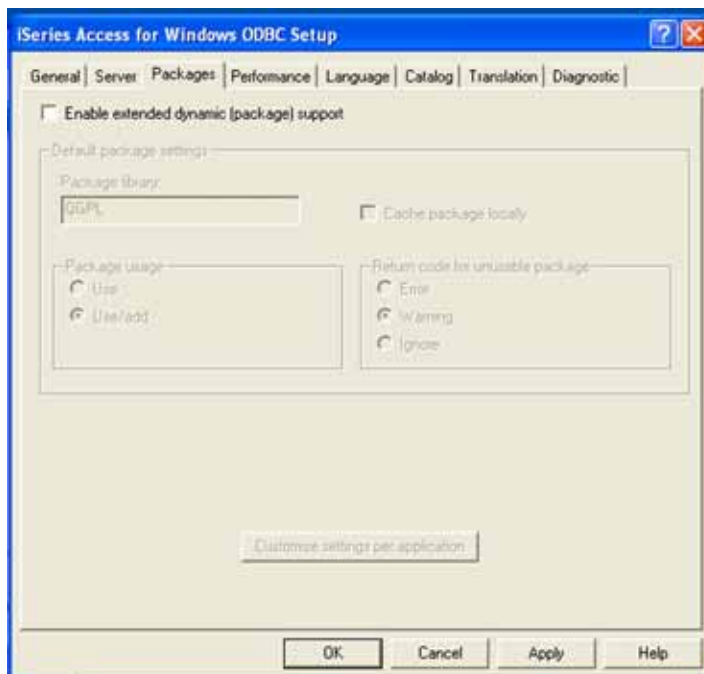 iSeries Access for Windows ODBC Setup
General Server Packages Performance Language Catalog Translation Diagnostic
Enable extended dynamic (package) support
Default package settings
Package library:
QGPL
Cache package locally
Package usage
Return code for unusable package
Use
Error
Use/add
Warning
Ignore
Customise settings per application
OK Cancel Apply Help